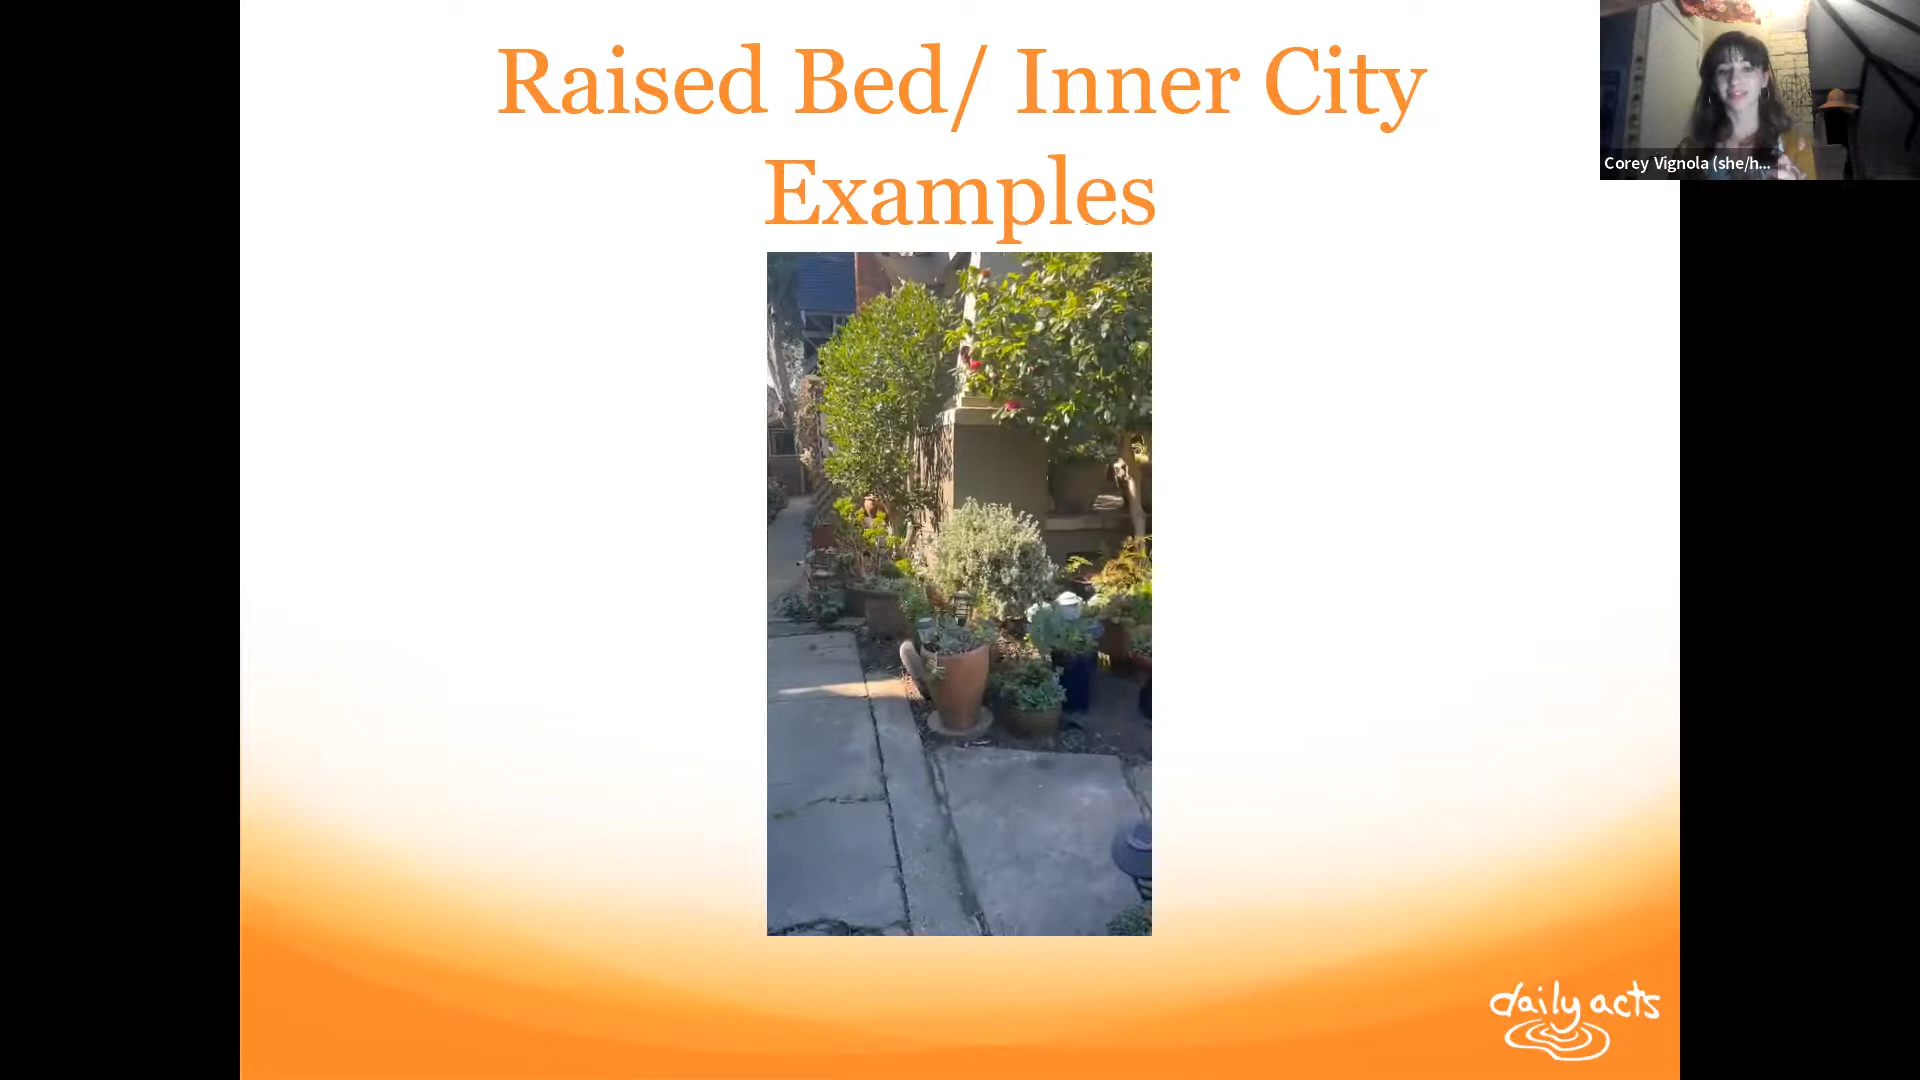 Raised Bed/ Inner City
Examples
Corey Vignola (she/h...
daily acts